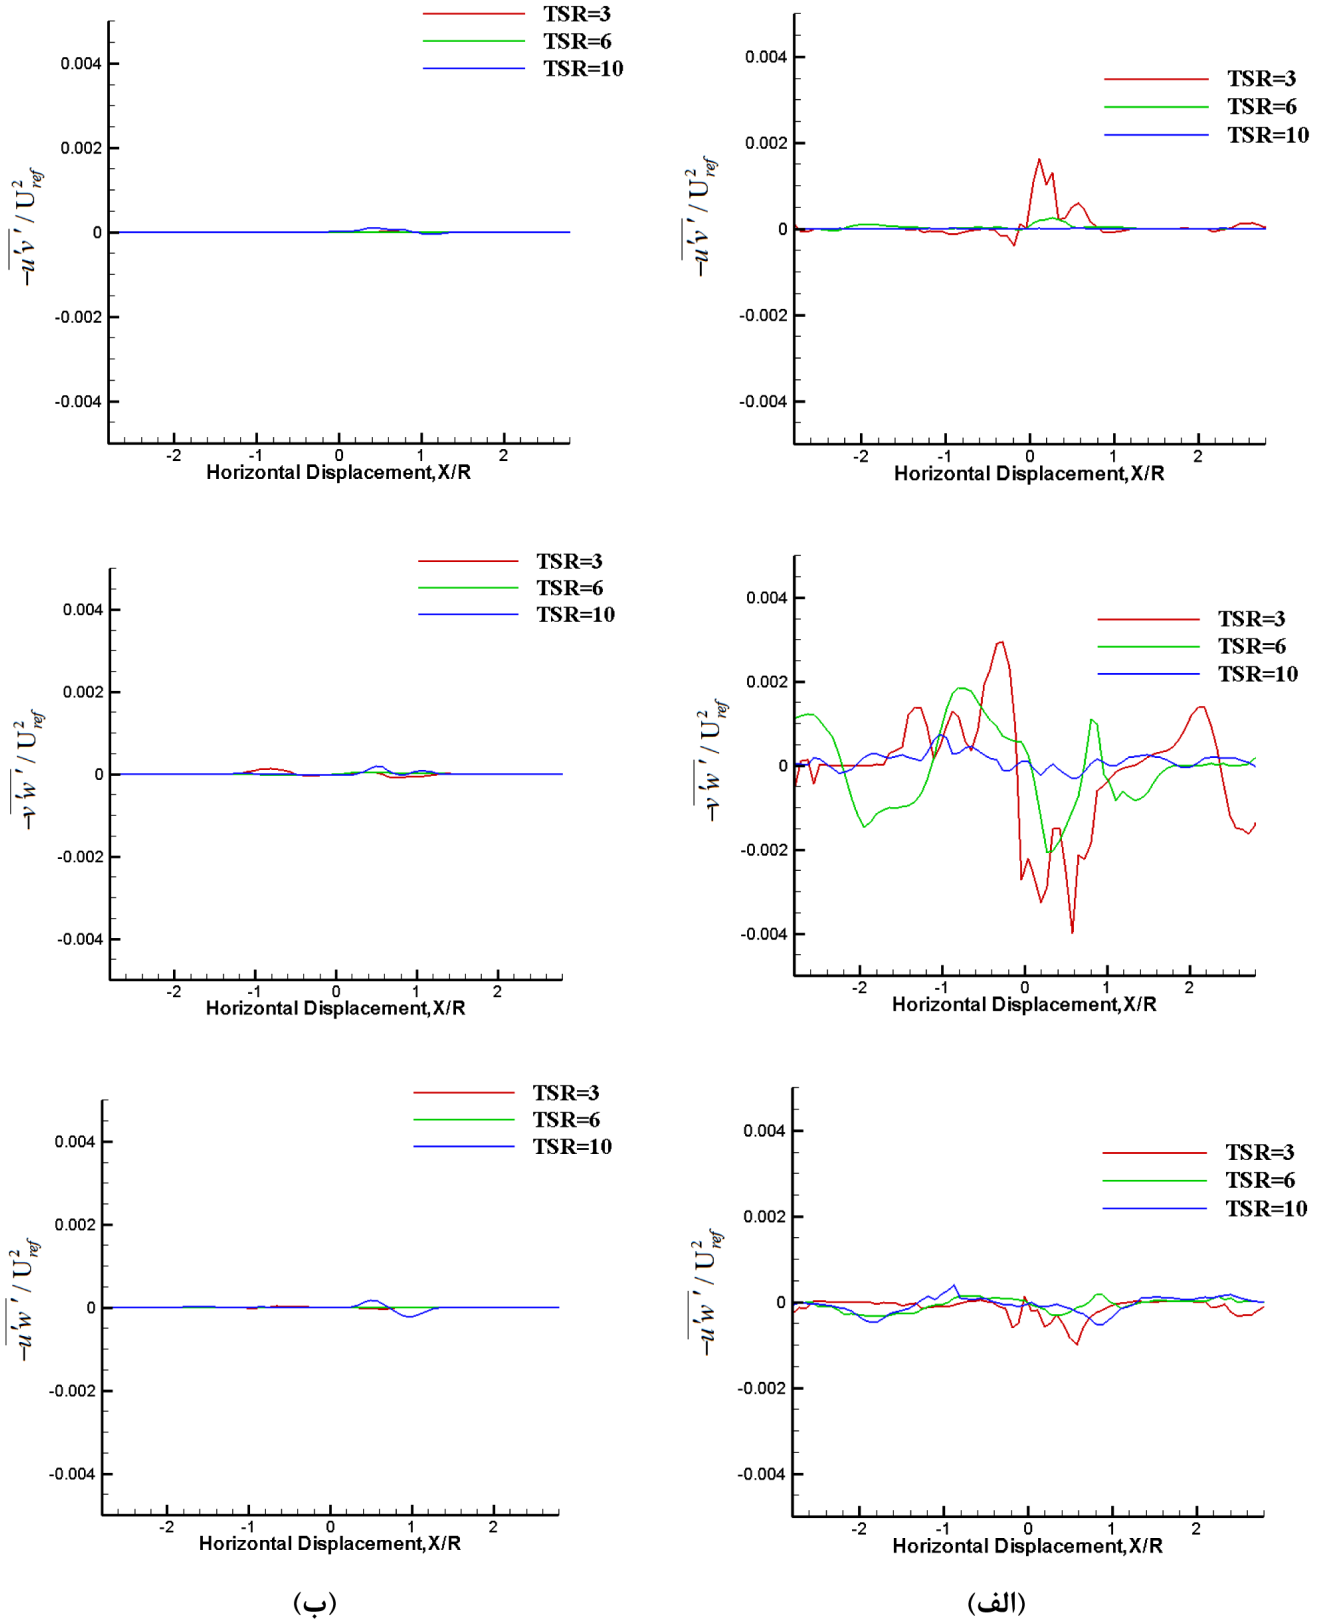 TSR=3
TSR=6
TSR=10
0.004
0.002
0
-0.002
-0.004
-u'v' / U²ref
-2 -1 0 1 2
Horizontal Displacement,X/R
TSR=3
TSR=6
TSR=10
0.004
0.002
0
-0.002
-0.004
-u'v' / U²ref
-2 -1 0 1 2
Horizontal Displacement,X/R
TSR=3
TSR=6
TSR=10
0.004
0.002
0
-0.002
-0.004
-v'w' / U²ref
-2 -1 0 1 2
Horizontal Displacement,X/R
TSR=3
TSR=6
TSR=10
0.004
0.002
0
-0.002
-0.004
-v'w' / U²ref
-2 -1 0 1 2
Horizontal Displacement,X/R
TSR=3
TSR=6
TSR=10
0.004
0.002
0
-0.002
-0.004
-u'w' / U²ref
-2 -1 0 1 2
Horizontal Displacement,X/R
TSR=3
TSR=6
TSR=10
0.004
0.002
0
-0.002
-0.004
-u'w' / U²ref
-2 -1 0 1 2
Horizontal Displacement,X/R
(الف)
(ب)